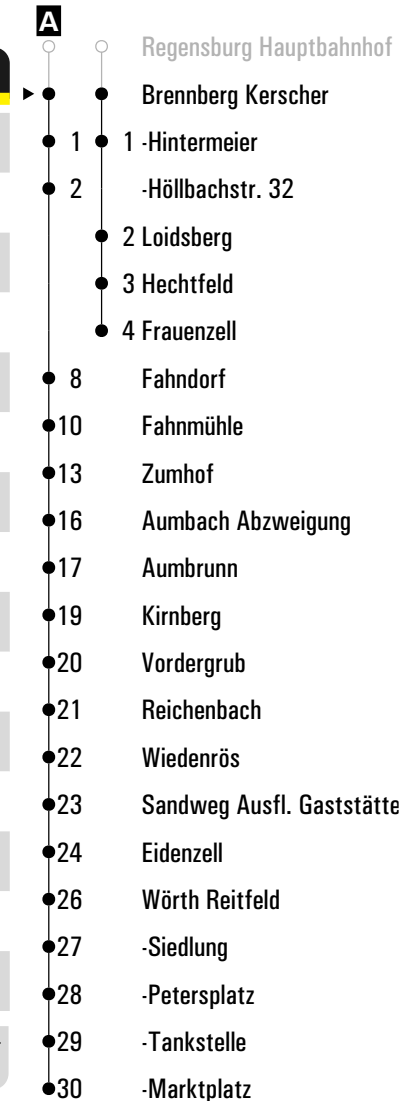 A
Regensburg Hauptbahnhof
Brennberg Kerscher
1 1 -Hintermeier
2 -Höllbachstr. 32
2 Loidsberg
3 Hechtfeld
4 Frauenzell
8 Fahndorf
10 Fahnmühle
13 Zumhof
16 Aumbach Abzweigung
17 Aumbrunn
19 Kirnberg
20 Vordergrub
21 Reichenbach
22 Wiedenrös
23 Sandweg Ausfl. Gaststätte
24 Eidenzell
26 Wörth Reitfeld
27 -Siedlung
28 -Petersplatz
29 -Tankstelle
30 -Marktplatz